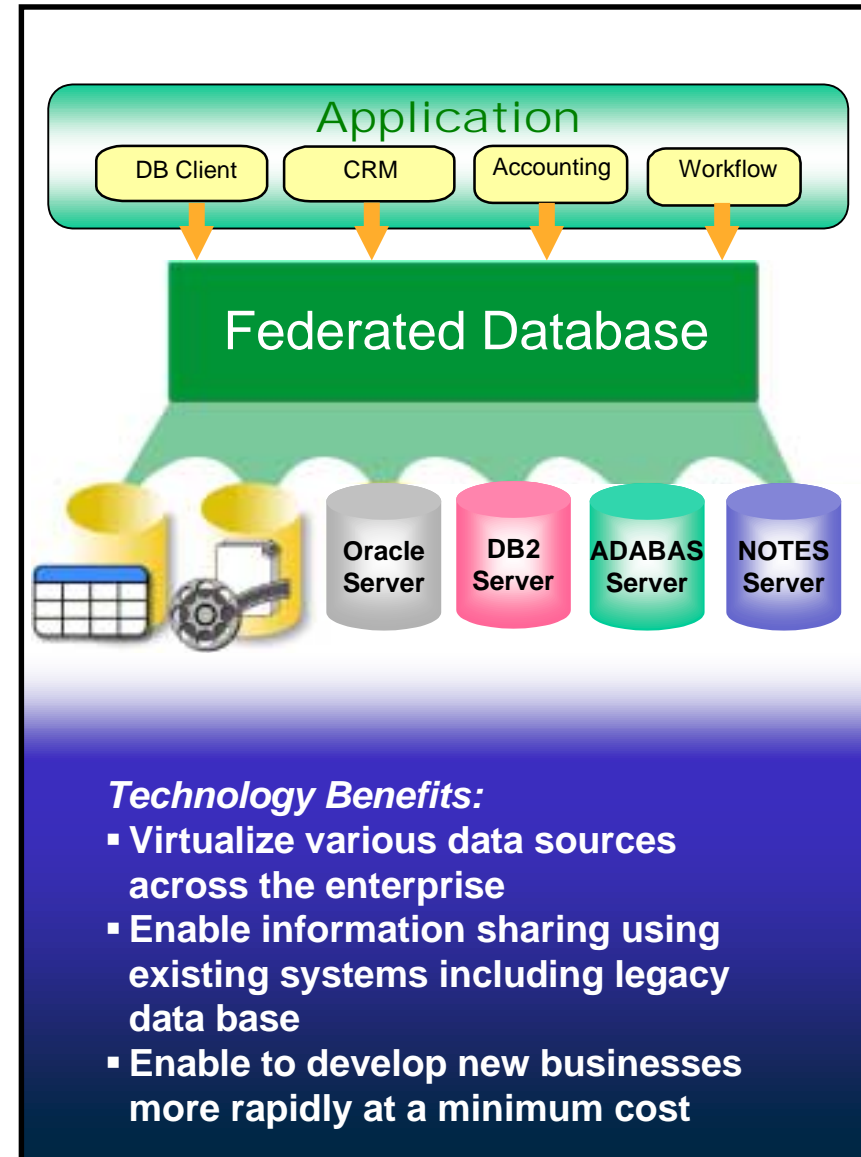 Application
DB Client CRM Accounting Workflow
Federated Database
Oracle
Server
DB2
Server
ADABAS
Server
NOTES
Server
Technology Benefits:
▪ Virtualize various data sources
across the enterprise
▪ Enable information sharing using
existing systems including legacy
data base
▪ Enable to develop new businesses
more rapidly at a minimum cost